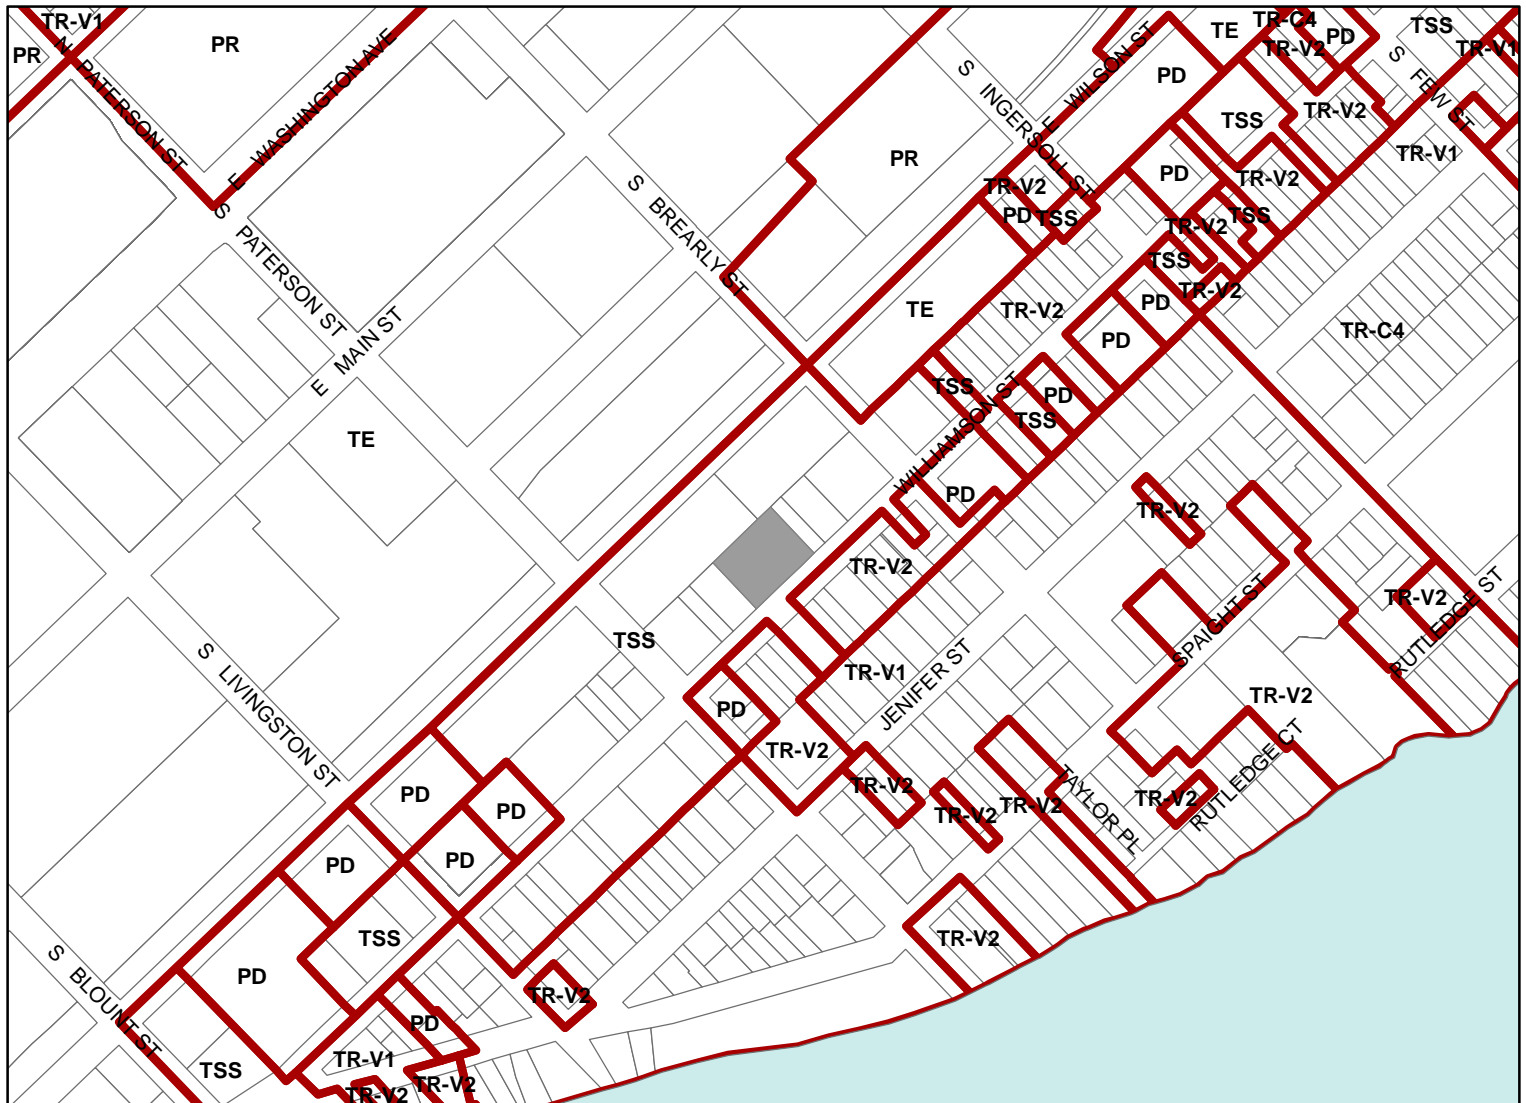 TR-V1
PR
PR
N PATERSON ST
E WASHINGTON AVE
S PATERSON ST
E MAIN ST
TE
S BREARLY ST
S INGERSOLL ST
E WILSON ST
TE
TR-C4
TR-V2
PD
TSS
TR-V1
S FEW ST
PD
TSS
TR-V2
TR-V1
PR
TR-V2
PD
TSS
PD
TR-V2
TR-V2
TSS
TSS
TR-V2
PD
TE
TR-V2
PD
TR-C4
TSS
PD
TSS
WILLIAMSON ST
PD
TR-V2
TR-V2
TR-V2
RUTLEDGE ST
SPAIGHT ST
TSS
TR-V1
JENIFER ST
TR-V2
S LIVINGSTON ST
PD
TR-V2
RUTLEDGE CT
TR-V2
TR-V2
TR-V2
TR-V2
TAYLOR PL
PD
PD
PD
PD
TSS
TR-V2
PD
S BLOUNT ST
TR-V2
PD
TR-V1
TSS
TR-V2
TR-V2